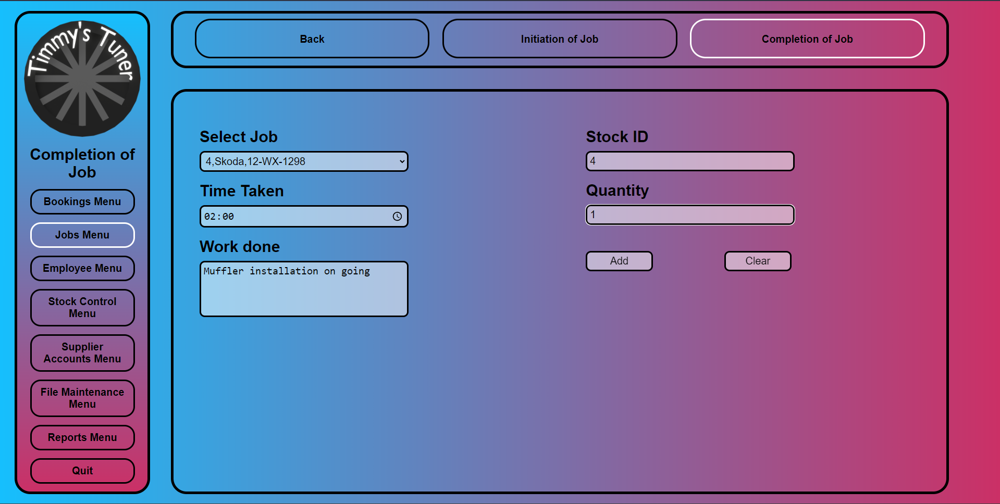 Timmy's Tuner
Completion of
Job
Bookings Menu
Jobs Menu
Employee Menu
Stock Control
Menu
Supplier
Accounts Menu
File Maintenance
Menu
Reports Menu
Quit
Back
Initiation of Job
Completion of Job
Select Job
4,Skoda,12-WX-1298
Time Taken
02:00
Work done
Muffler installation on going
Stock ID
4
Quantity
1
Add
Clear